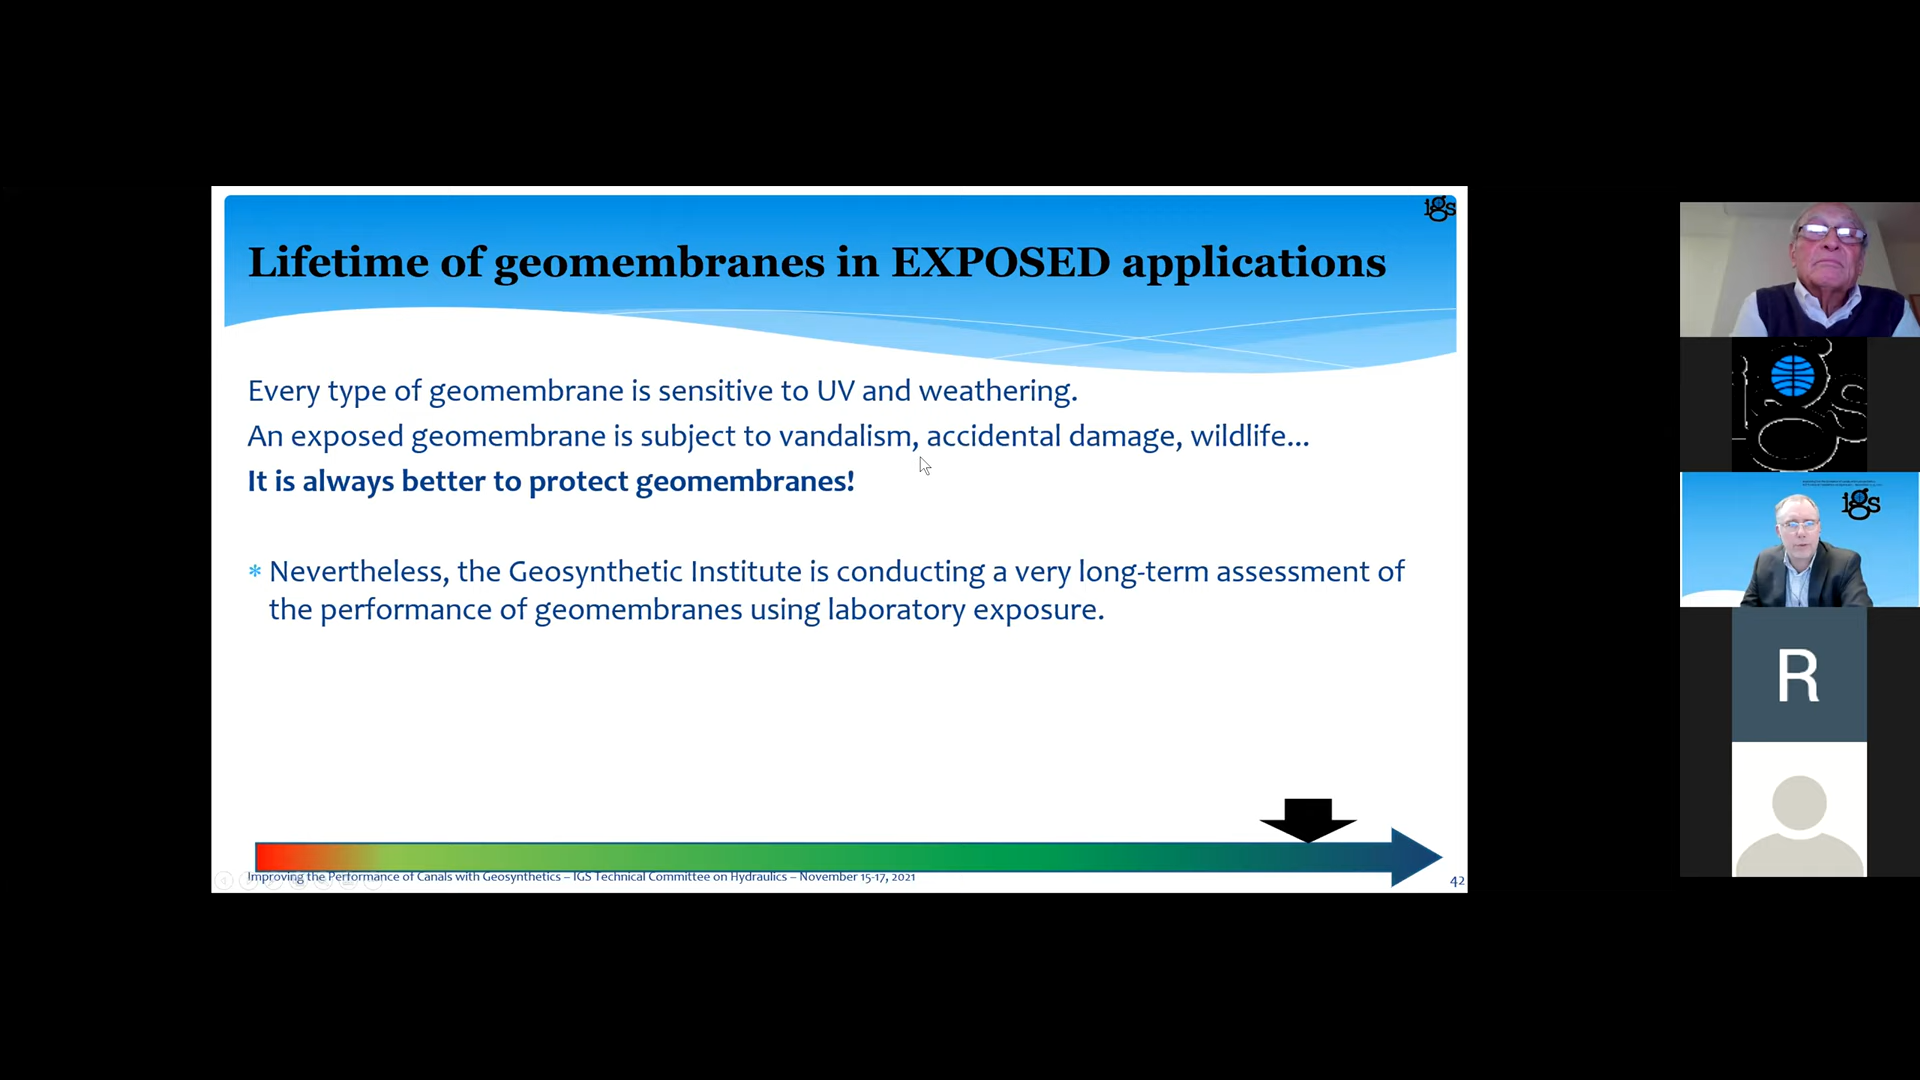 igs
Lifetime of geomembranes in EXPOSED applications
Every type of geomembrane is sensitive to UV and weathering.
An exposed geomembrane is subject to vandalism, accidental damage, wildlife...
It is always better to protect geomembranes!
* Nevertheless, the Geosynthetic Institute is conducting a very long-term assessment of
the performance of geomembranes using laboratory exposure.
Improving the Performance of Canals with Geosynthetics – IGS Technical Committee on Hydraulics – November 15-17, 2021
42
igs
igs
R